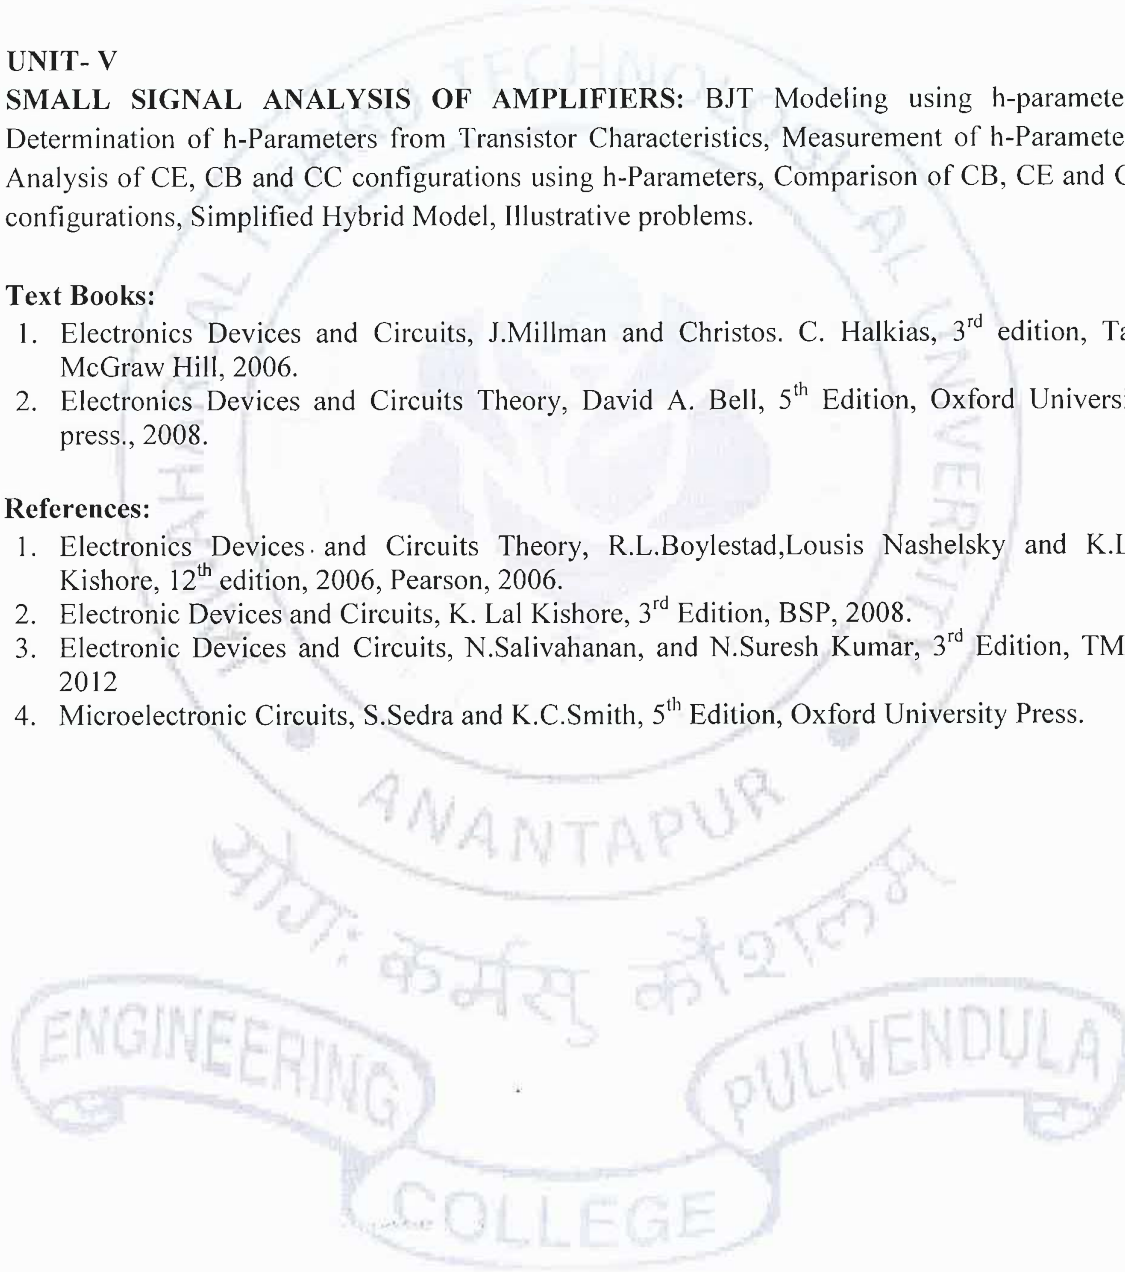 UNIT- V
SMALL SIGNAL ANALYSIS OF AMPLIFIERS: BJT Modeling using h-paramete
Determination of h-Parameters from Transistor Characteristics, Measurement of h-Paramete
Analysis of CE, CB and CC configurations using h-Parameters, Comparison of CB, CE and C
configurations, Simplified Hybrid Model, Illustrative problems.
Text Books:
1. Electronics Devices and Circuits, J.Millman and Christos. C. Halkias, 3rd edition, Ta
McGraw Hill, 2006.
2. Electronics Devices and Circuits Theory, David A. Bell, 5th Edition, Oxford Universi
press., 2008.
References:
1. Electronics Devices and Circuits Theory, R.L.Boylestad,Lousis Nashelsky and K.L
Kishore, 12th edition, 2006, Pearson, 2006.
2. Electronic Devices and Circuits, K. Lal Kishore, 3rd Edition, BSP, 2008.
3. Electronic Devices and Circuits, N.Salivahanan, and N.Suresh Kumar, 3rd Edition, TM
2012
4. Microelectronic Circuits, S.Sedra and K.C.Smith, 5th Edition, Oxford University Press.
TECHNOLOGICAL UNIVERSITY
ANANTAPUR
योगः कर्मसु कौशलम्
ENGINEERING
PULIVENDULA
COLLEGE